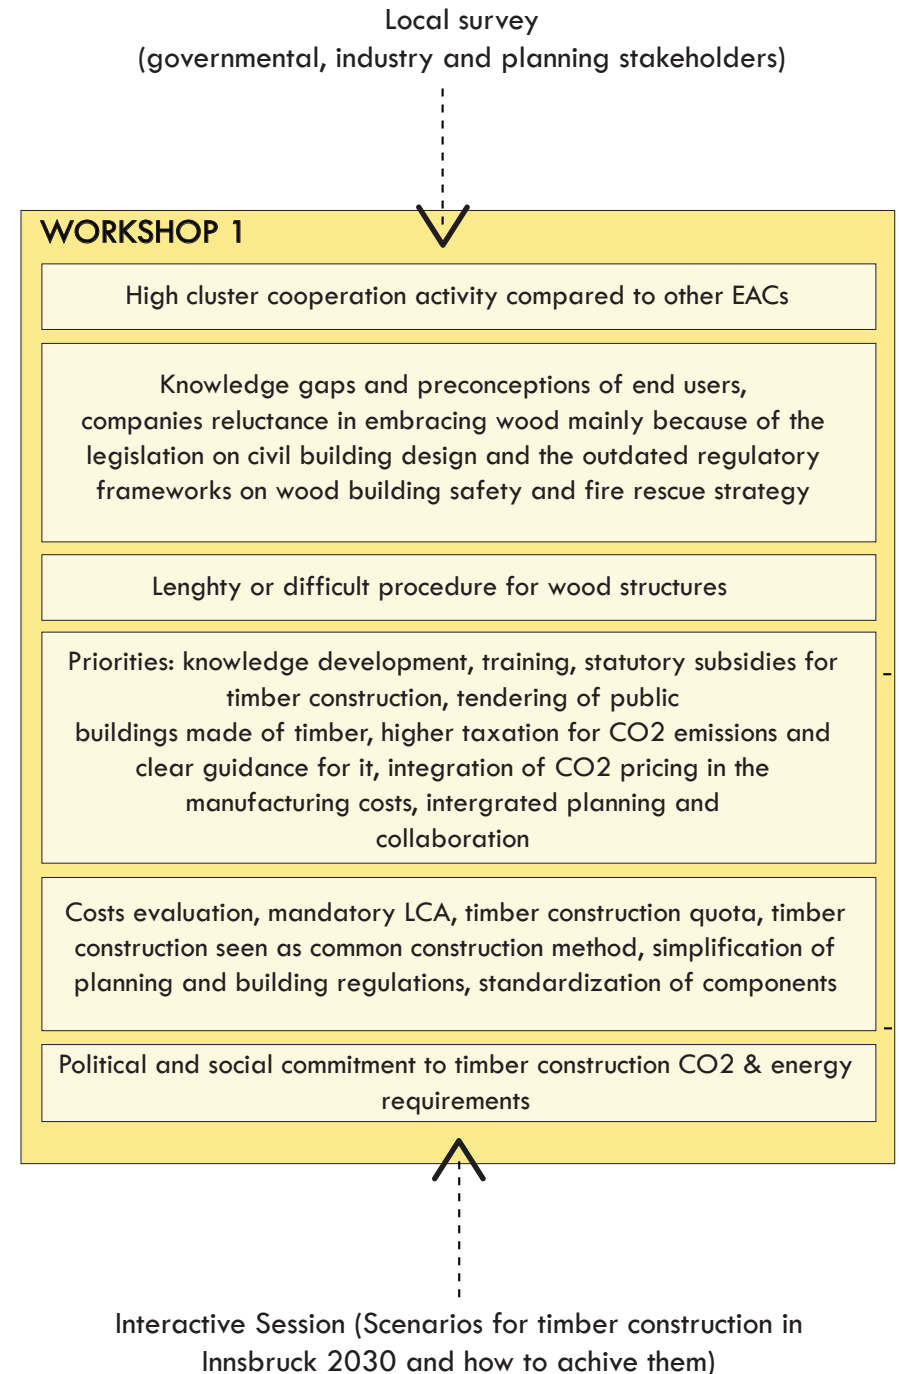 Local survey
(governmental, industry and planning stakeholders)
WORKSHOP 1
High cluster cooperation activity compared to other EACs
Knowledge gaps and preconceptions of end users,
companies reluctance in embracing wood mainly because of the
legislation on civil building design and the outdated regulatory
frameworks on wood building safety and fire rescue strategy
Lenghty or difficult procedure for wood structures
Priorities: knowledge development, training, statutory subsidies for
timber construction, tendering of public
buildings made of timber, higher taxation for CO2 emissions and
clear guidance for it, integration of CO2 pricing in the
manufacturing costs, intergrated planning and
collaboration
Costs evaluation, mandatory LCA, timber construction quota, timber
construction seen as common construction method, simplification of
planning and building regulations, standardization of components
Political and social commitment to timber construction CO2 & energy
requirements
Interactive Session (Scenarios for timber construction in
Innsbruck 2030 and how to achive them)